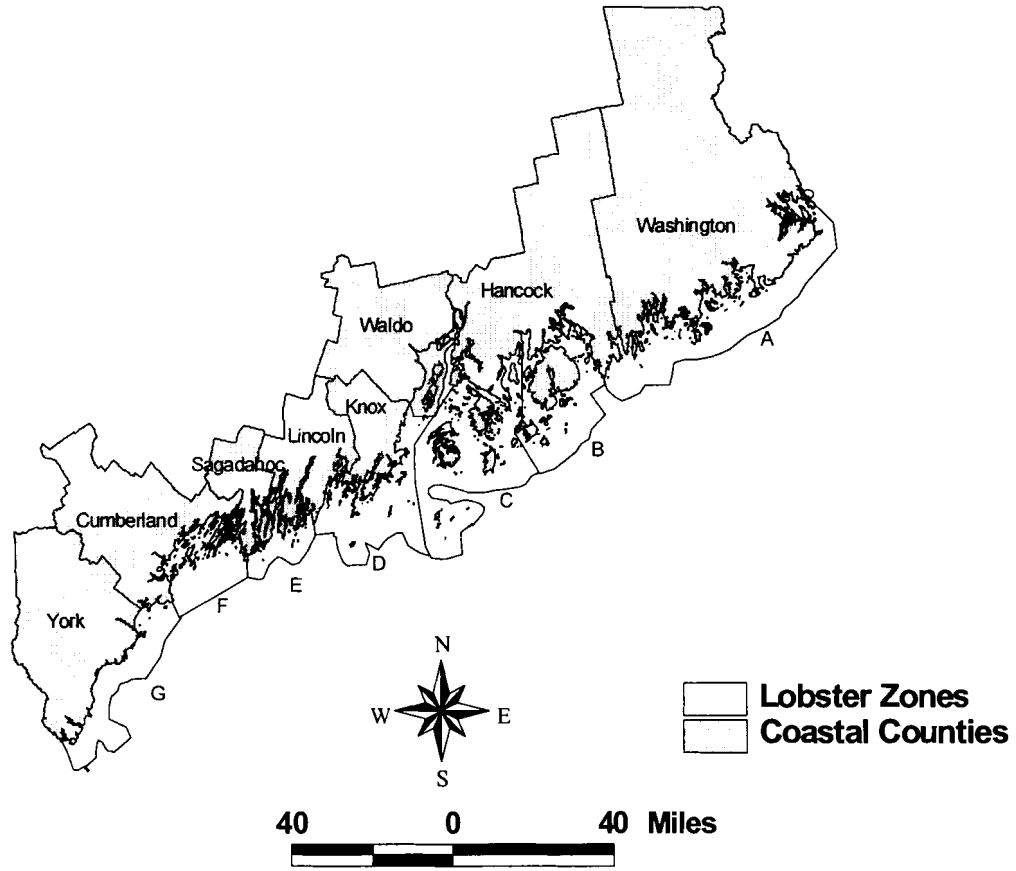 Washington
Hancock
Waldo
A
Knox
Lincoln
B
Sagadahoc
C
Cumberland
D
E
F
York
G
N
W E
S
Lobster Zones
Coastal Counties
40 0 40 Miles